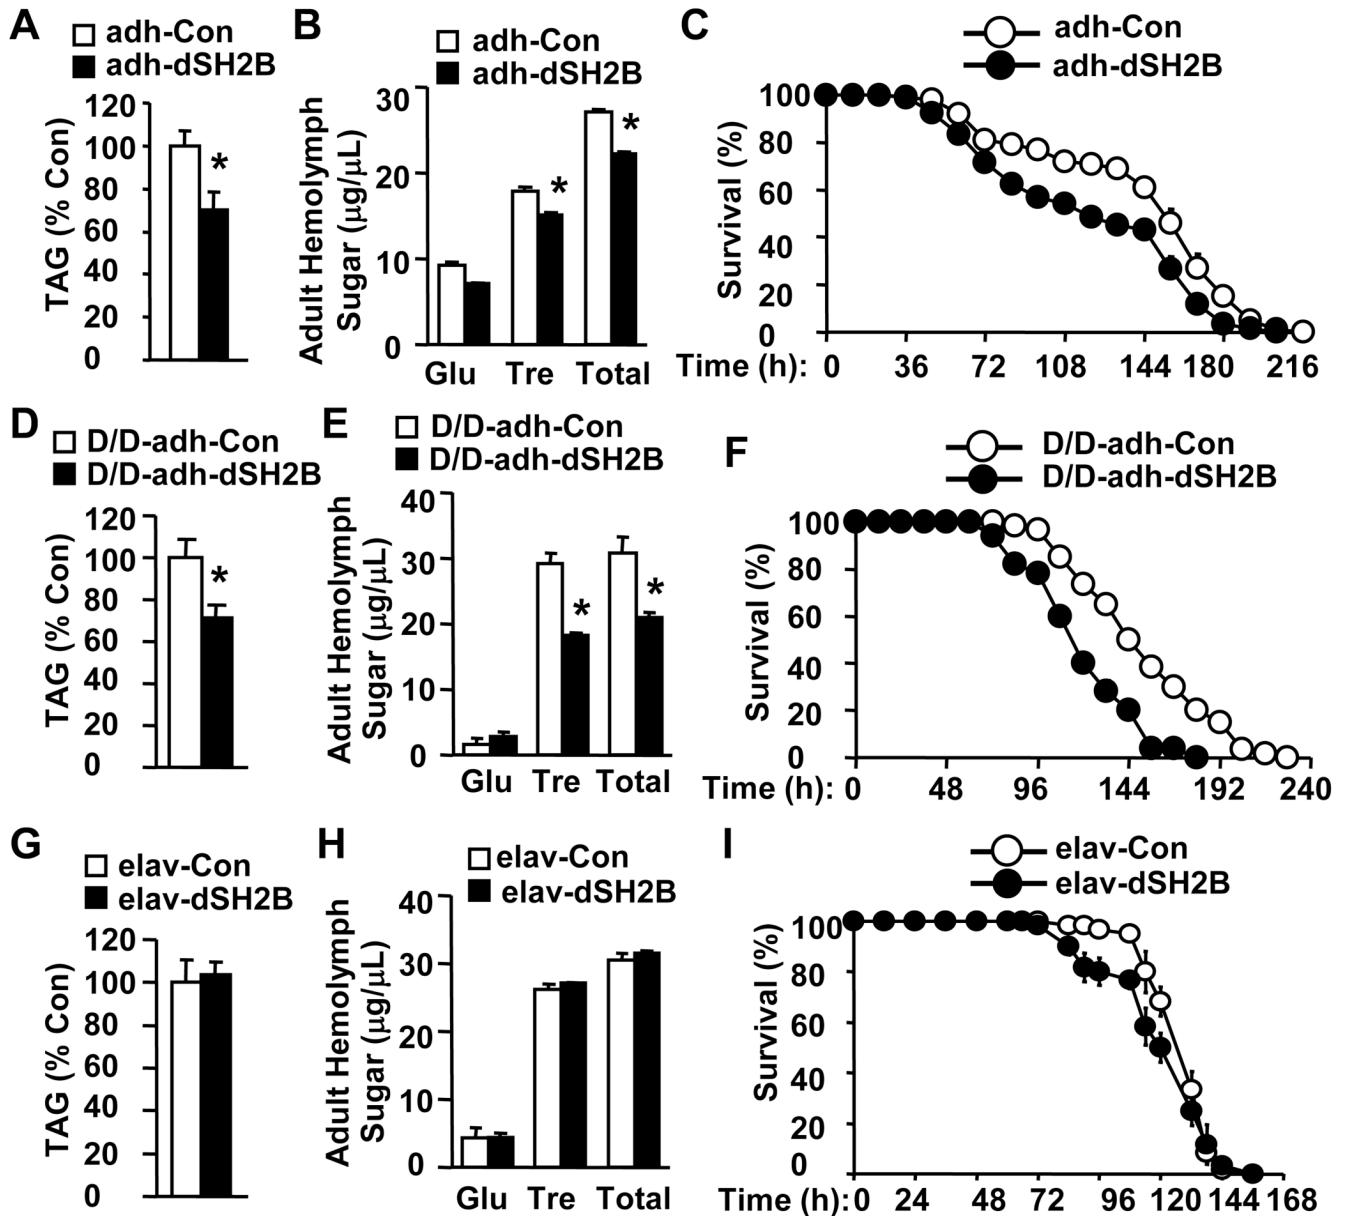 A
adh-Con
adh-dSH2B
TAG (% Con)
120
100
80
60
40
20
0
*
B
adh-Con
adh-dSH2B
Adult Hemolymph
Sugar (µg/µL)
30
20
10
0
*
*
Glu Tre Total
C
adh-Con
adh-dSH2B
Survival (%)
100
80
60
40
20
0
Time (h): 0 36 72 108 144 180 216
D
D/D-adh-Con
D/D-adh-dSH2B
TAG (% Con)
120
100
80
60
40
20
0
*
E
D/D-adh-Con
D/D-adh-dSH2B
Adult Hemolymph
Sugar (µg/µL)
40
30
20
10
0
*
*
Glu Tre Total
F
D/D-adh-Con
D/D-adh-dSH2B
Survival (%)
100
80
60
40
20
0
Time (h): 0 48 96 144 192 240
G
elav-Con
elav-dSH2B
TAG (% Con)
120
100
80
60
40
20
0
H
elav-Con
elav-dSH2B
Adult Hemolymph
Sugar (µg/µL)
40
30
20
10
0
Glu Tre Total
I
elav-Con
elav-dSH2B
Survival (%)
100
80
60
40
20
0
Time (h): 0 24 48 72 96 120 144 168